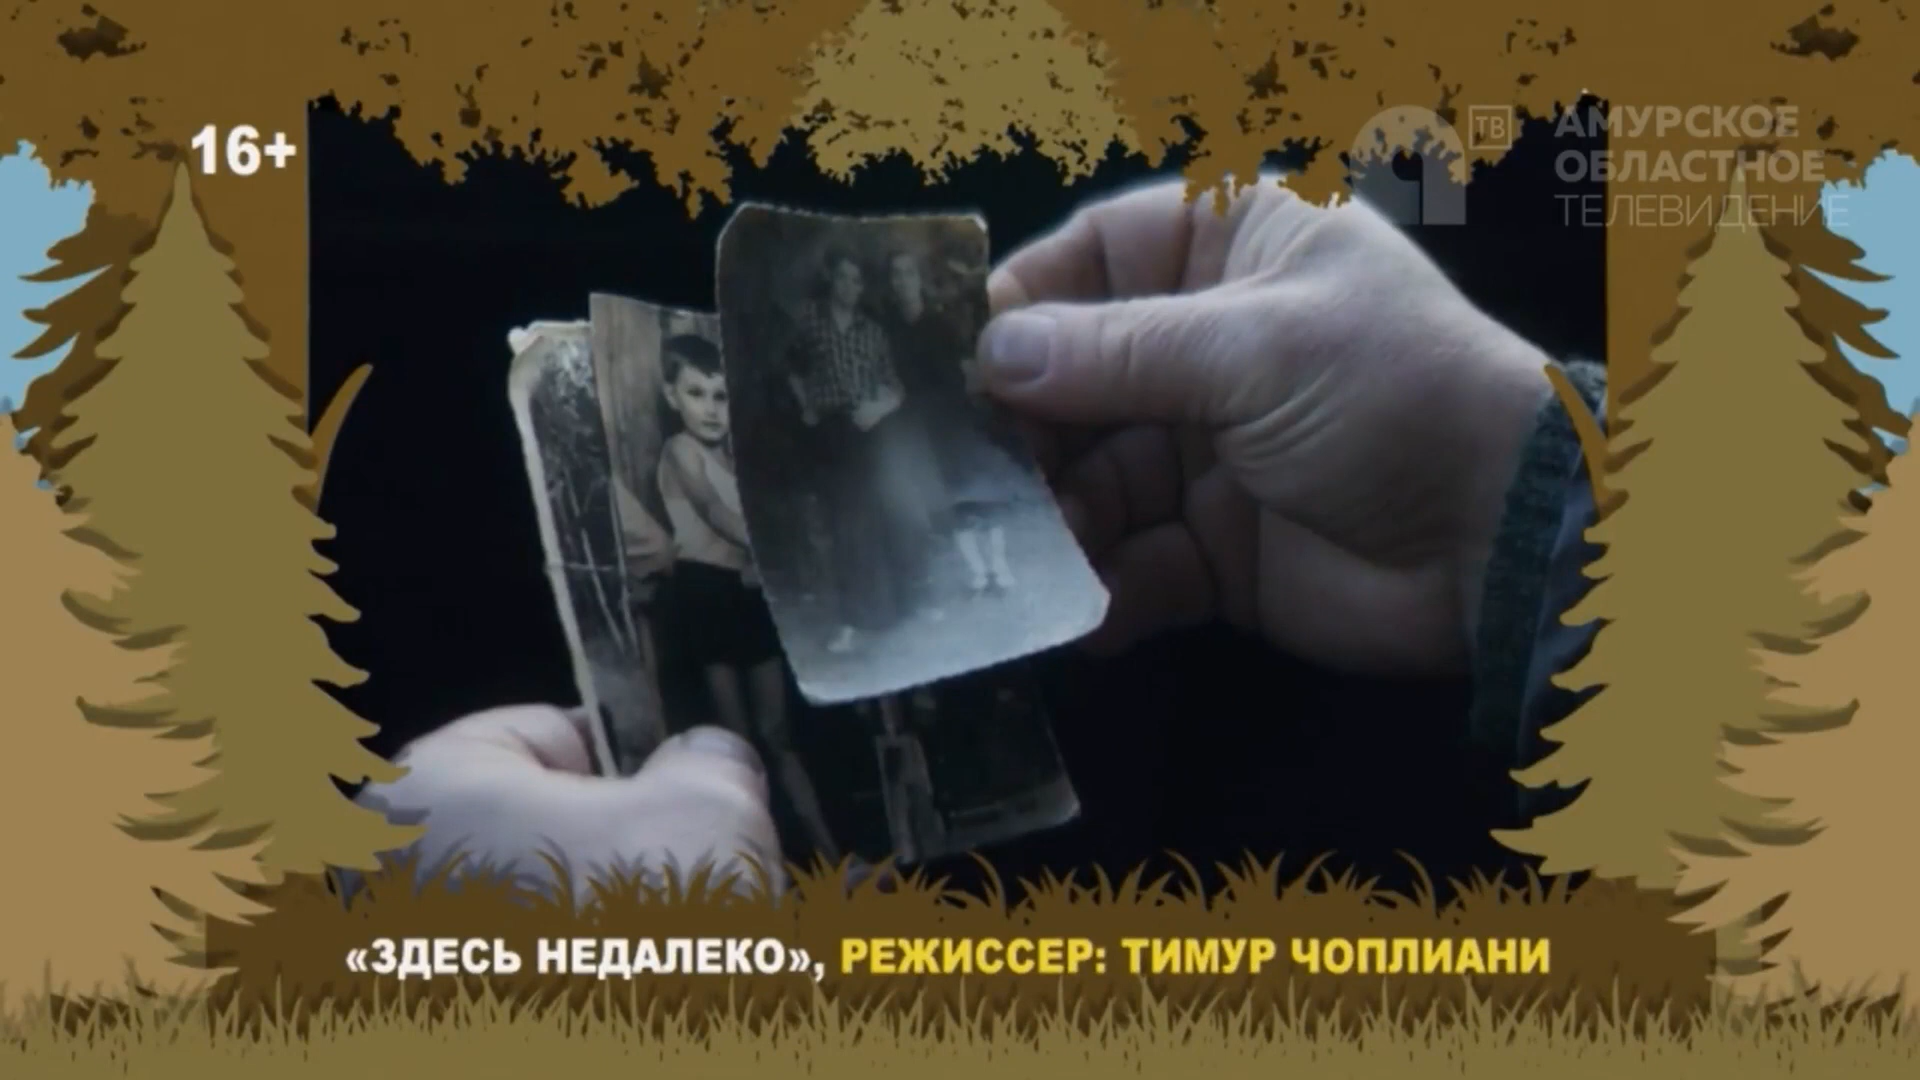 16+
ТВ
АМУРСКОЕ
ОБЛАСТНОЕ
ТЕЛЕВИДЕНИЕ
«ЗДЕСЬ НЕДАЛЕКО», РЕЖИССЕР: ТИМУР ЧОПЛИАНИ